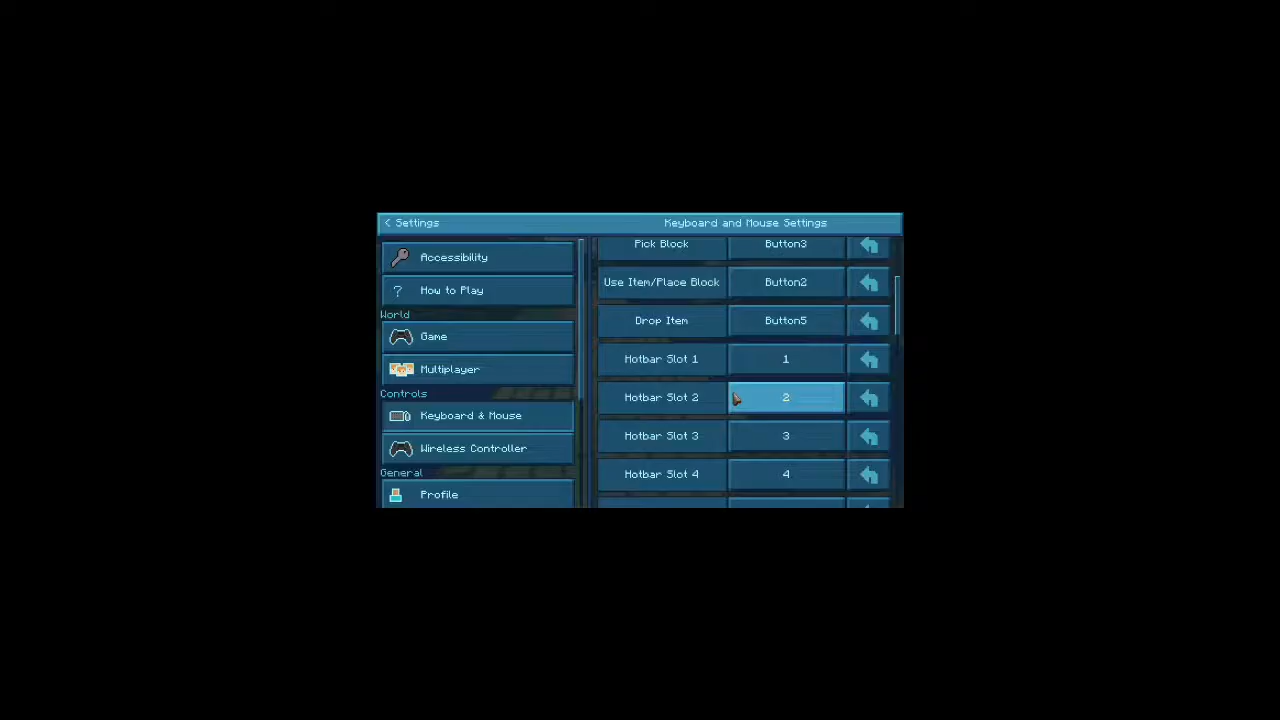 < Settings
Keyboard and Mouse Settings
Accessibility
? How to Play
World
Game
Multiplayer
Controls
Keyboard & Mouse
Wireless Controller
General
Profile
Pick Block Button3
Use Item/Place Block Button2
Drop Item Button5
Hotbar Slot 1 1
Hotbar Slot 2 2
Hotbar Slot 3 3
Hotbar Slot 4 4